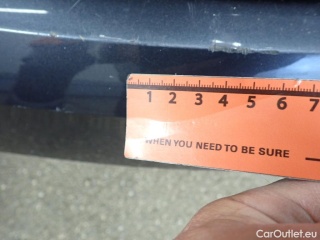 1 2 3 4 5 6 7
WHEN YOU NEED TO BE SURE
CarOutlet.eu